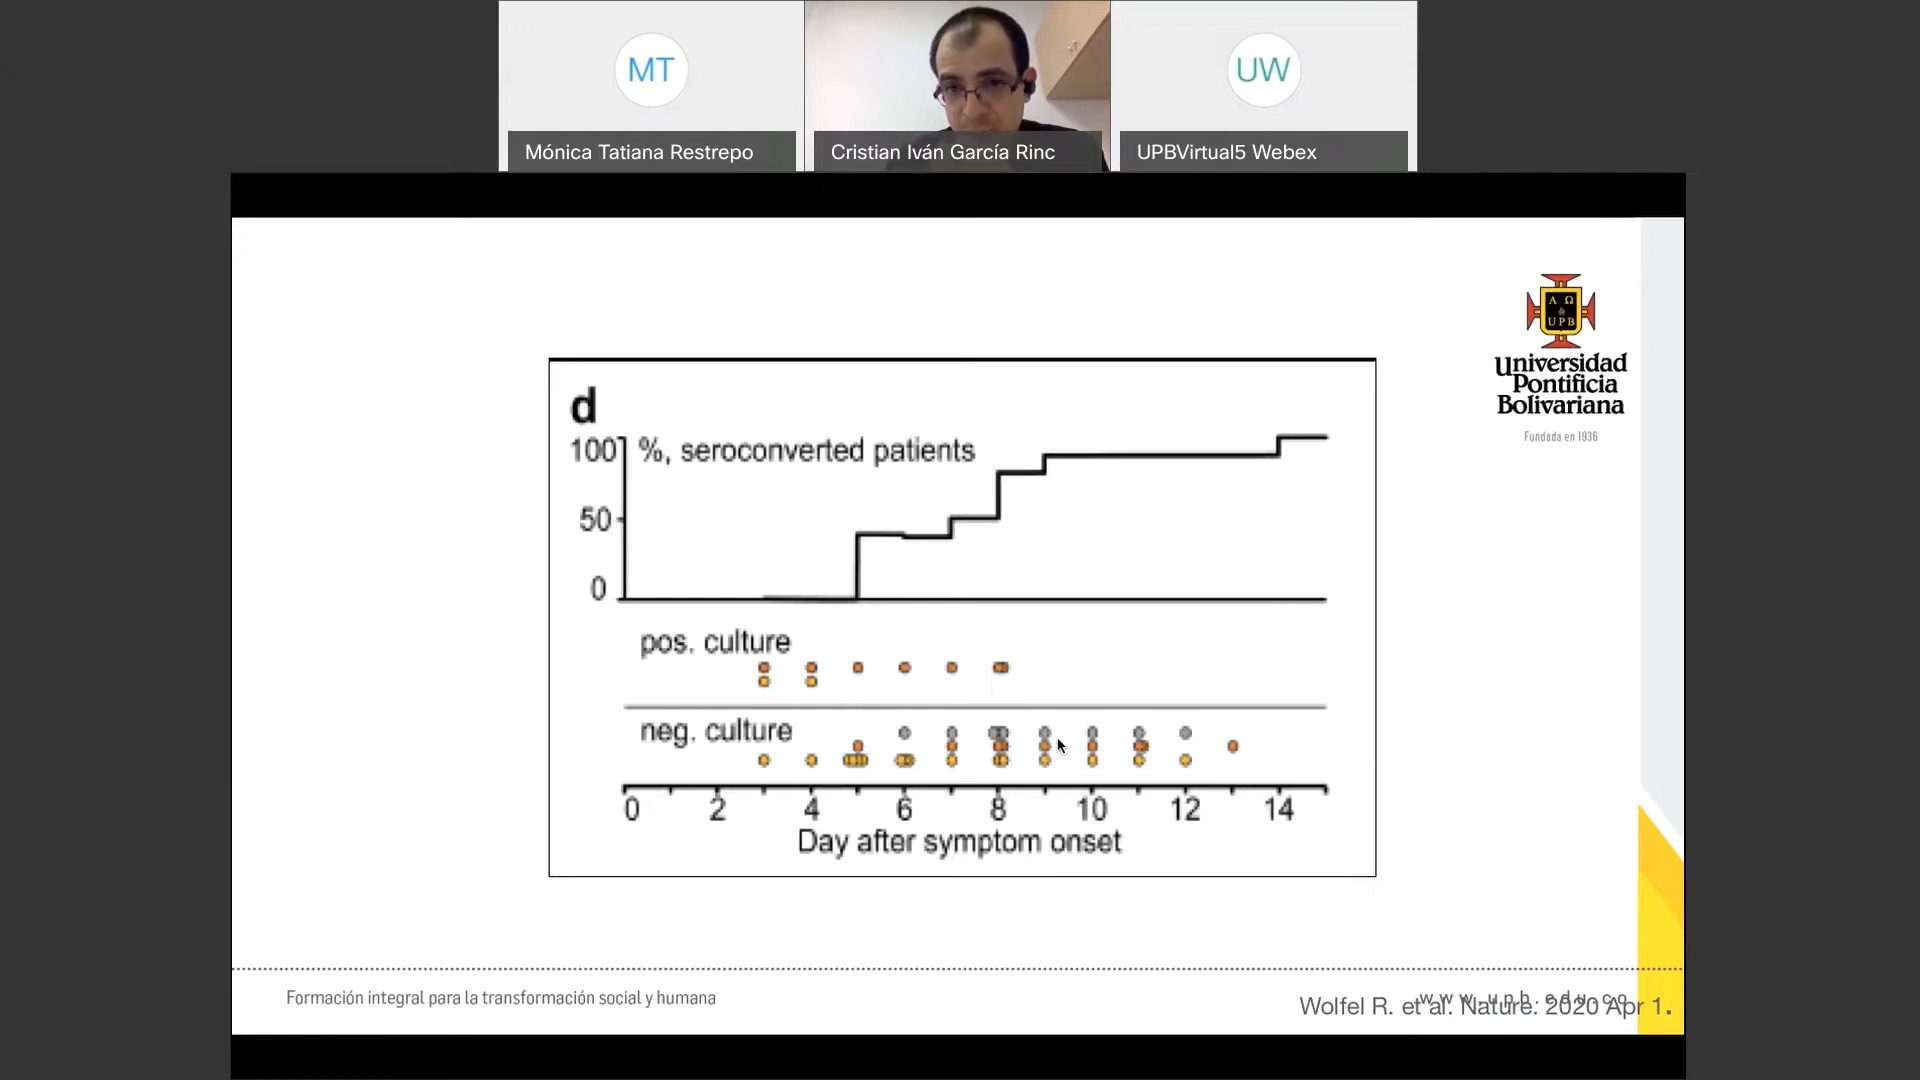 MT
UW
Mónica Tatiana Restrepo
Cristian Iván García Rinc
UPBVirtual5 Webex
Α Ω
UPB
Universidad
Pontificia
Bolivariana
Fundada en 1936
d
100
%, seroconverted patients
50
0
pos. culture
neg. culture
0 2 4 6 8 10 12 14
Day after symptom onset
Formación integral para la transformación social y humana
www.upb.edu.co
Wolfel R. et al. Nature. 2020 Apr 1.